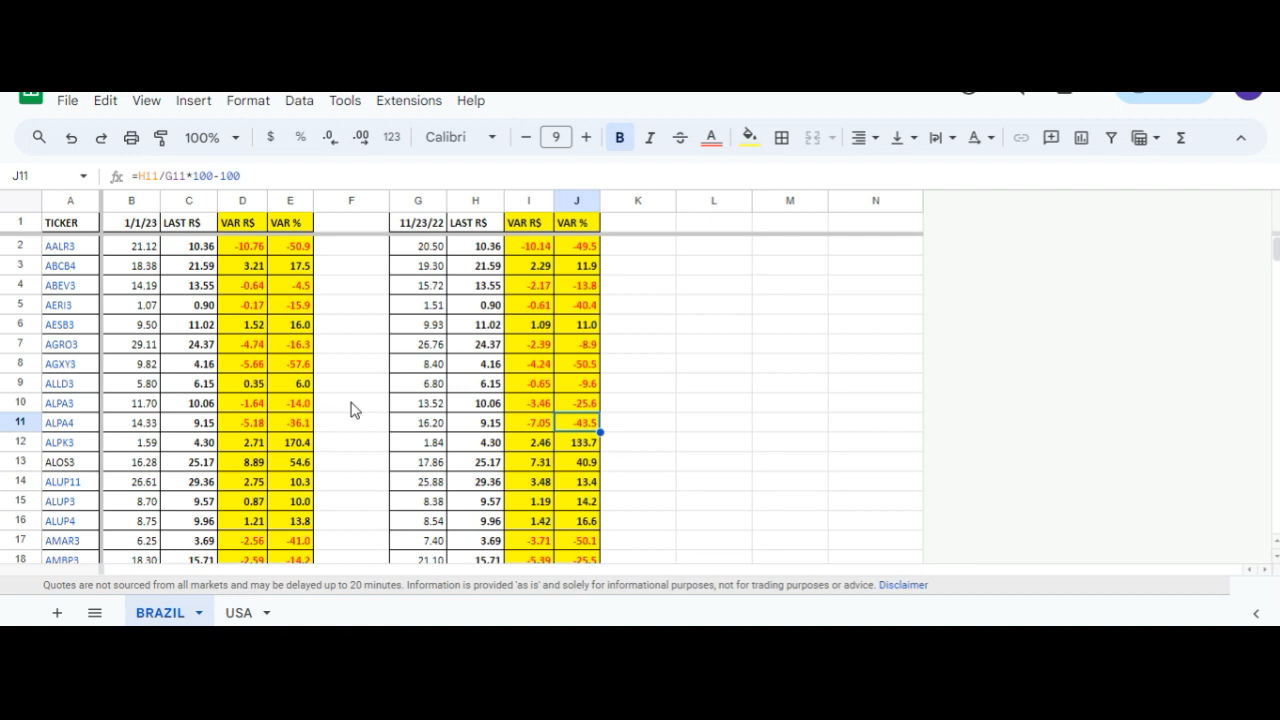 File Edit View Insert Format Data Tools Extensions Help
100% $ % .0 .00 123 Calibri 9 B I S A A Σ
J11 fx =H11/G11*100-100
A B C D E F G H I J K L M N
1 TICKER 1/1/23 LAST R$ VAR R$ VAR % 11/23/22 LAST R$ VAR R$ VAR %
2 AALR3 21.12 10.36 -10.76 -50.9 20.50 10.36 -10.14 -49.5
3 ABCB4 18.38 21.59 3.21 17.5 19.30 21.59 2.29 11.9
4 ABEV3 14.19 13.55 -0.64 -4.5 15.72 13.55 -2.17 -13.8
5 AERI3 1.07 0.90 -0.17 -15.9 1.51 0.90 -0.61 -40.4
6 AESB3 9.50 11.02 1.52 16.0 9.93 11.02 1.09 11.0
7 AGRO3 29.11 24.37 -4.74 -16.3 26.76 24.37 -2.39 -8.9
8 AGXY3 9.82 4.16 -5.66 -57.6 8.40 4.16 -4.24 -50.5
9 ALLD3 5.80 6.15 0.35 6.0 6.80 6.15 -0.65 -9.6
10 ALPA3 11.70 10.06 -1.64 -14.0 13.52 10.06 -3.46 -25.6
11 ALPA4 14.33 9.15 -5.18 -36.1 16.20 9.15 -7.05 -43.5
12 ALPK3 1.59 4.30 2.71 170.4 1.84 4.30 2.46 133.7
13 ALOS3 16.28 25.17 8.89 54.6 17.86 25.17 7.31 40.9
14 ALUP11 26.61 29.36 2.75 10.3 25.88 29.36 3.48 13.4
15 ALUP3 8.70 9.57 0.87 10.0 8.38 9.57 1.19 14.2
16 ALUP4 8.75 9.96 1.21 13.8 8.54 9.96 1.42 16.6
17 AMAR3 6.25 3.69 -2.56 -41.0 7.40 3.69 -3.71 -50.1
18 AMBP3 18.30 15.71 -2.59 -14.2 21.10 15.71 -5.39 -25.5
Quotes are not sourced from all markets and may be delayed up to 20 minutes. Information is provided 'as is' and solely for informational purposes, not for trading purposes or advice. Disclaimer
BRAZIL USA